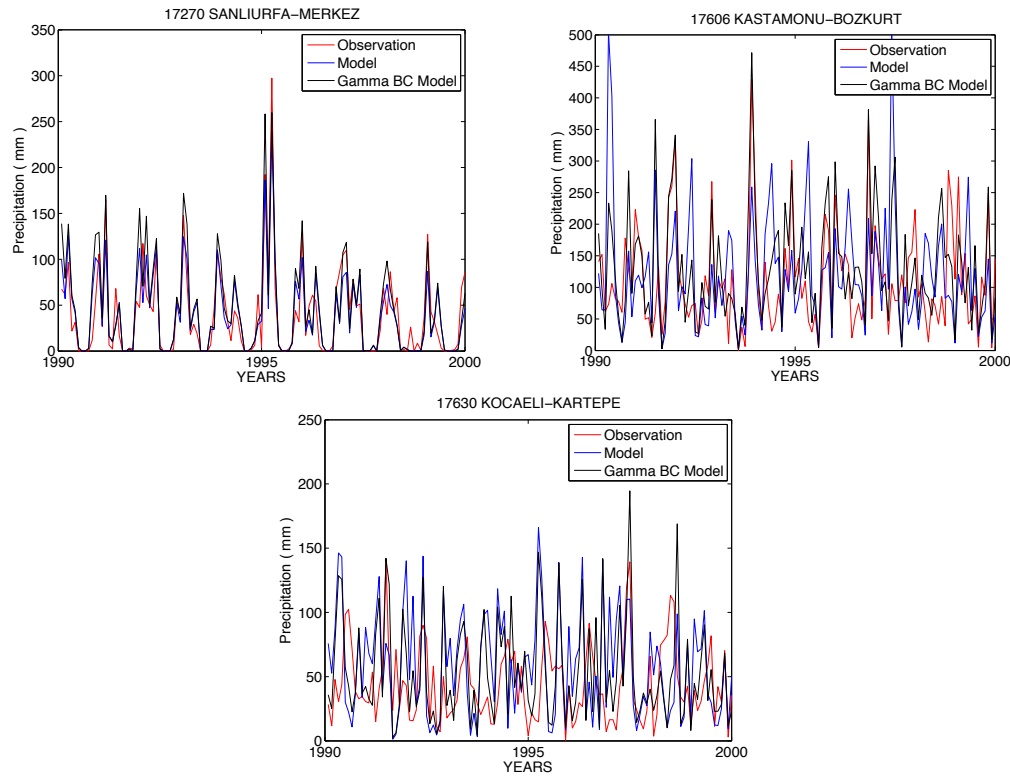 17270 SANLIURFA-MERKEZ
350
300
250
200
150
100
50
0
Precipitation ( mm )
Observation
Model
Gamma BC Model
1990
1995
2000
YEARS
17606 KASTAMONU-BOZKURT
500
450
400
350
300
250
200
150
100
50
0
Precipitation ( mm )
Observation
Model
Gamma BC Model
1990
1995
2000
YEARS
17630 KOCAELI-KARTEPE
250
200
150
100
50
0
Precipitation ( mm )
Observation
Model
Gamma BC Model
1990
1995
2000
YEARS